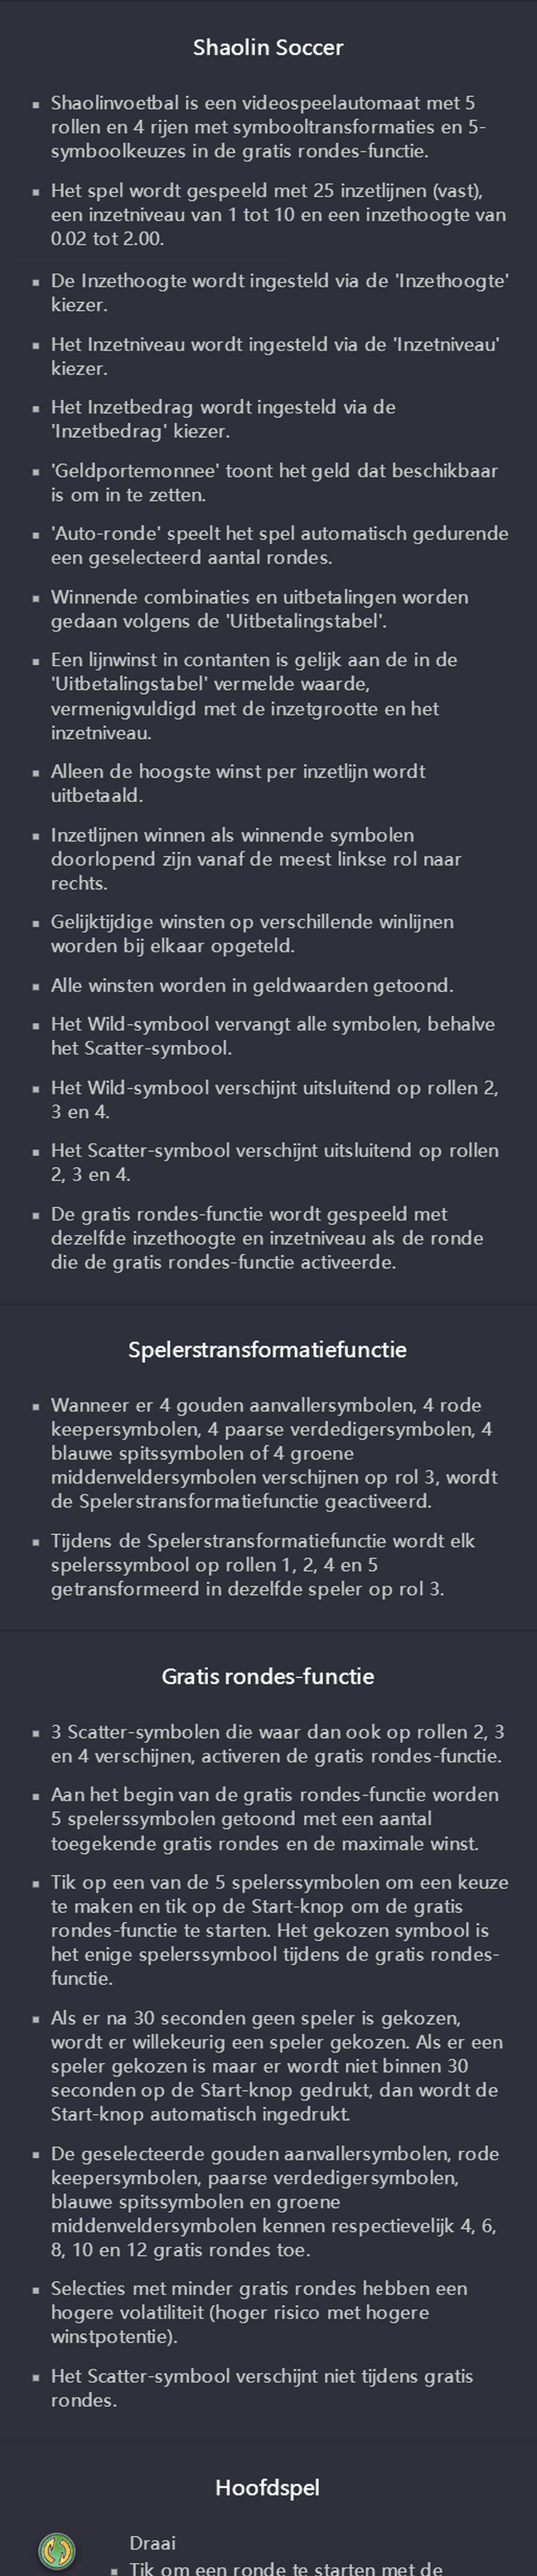 Shaolin Soccer
Shaolinvoetbal is een videospeelautomaat met 5
rollen en 4 rijen met symbooltransformaties en 5-
symboolkeuzes in de gratis rondes-functie.
Het spel wordt gespeeld met 25 inzetlijnen (vast),
een inzetniveau van 1 tot 10 en een inzethoogte van
0.02 tot 2.00.
De Inzethoogte wordt ingesteld via de 'Inzethoogte'
kiezer.
Het Inzetniveau wordt ingesteld via de 'Inzetniveau'
kiezer.
Het Inzetbedrag wordt ingesteld via de
'Inzetbedrag' kiezer.
'Geldportemonnee' toont het geld dat beschikbaar
is om in te zetten.
'Auto-ronde' speelt het spel automatisch gedurende
een geselecteerd aantal rondes.
Winnende combinaties en uitbetalingen worden
gedaan volgens de 'Uitbetalingstabel'.
Een lijnwinst in contanten is gelijk aan de in de
'Uitbetalingstabel' vermelde waarde,
vermenigvuldigd met de inzetgrootte en het
inzetniveau.
Alleen de hoogste winst per inzetlijn wordt
uitbetaald.
Inzetlijnen winnen als winnende symbolen
doorlopend zijn vanaf de meest linkse rol naar
rechts.
Gelijktijdige winsten op verschillende winlijnen
worden bij elkaar opgeteld.
Alle winsten worden in geldwaarden getoond.
Het Wild-symbool vervangt alle symbolen, behalve
het Scatter-symbool.
Het Wild-symbool verschijnt uitsluitend op rollen 2,
3 en 4.
Het Scatter-symbool verschijnt uitsluitend op rollen
2, 3 en 4.
De gratis rondes-functie wordt gespeeld met
dezelfde inzethoogte en inzetniveau als de ronde
die de gratis rondes-functie activeerde.
Spelerstransformatiefunctie
Wanneer er 4 gouden aanvallersymbolen, 4 rode
keepersymbolen, 4 paarse verdedigersymbolen, 4
blauwe spitssymbolen of 4 groene
middenveldersymbolen verschijnen op rol 3, wordt
de Spelerstransformatiefunctie geactiveerd.
Tijdens de Spelerstransformatiefunctie wordt elk
spelerssymbool op rollen 1, 2, 4 en 5
getransformeerd in dezelfde speler op rol 3.
Gratis rondes-functie
3 Scatter-symbolen die waar dan ook op rollen 2, 3
en 4 verschijnen, activeren de gratis rondes-functie.
Aan het begin van de gratis rondes-functie worden
5 spelerssymbolen getoond met een aantal
toegekende gratis rondes en de maximale winst.
Tik op een van de 5 spelerssymbolen om een keuze
te maken en tik op de Start-knop om de gratis
rondes-functie te starten. Het gekozen symbool is
het enige spelerssymbool tijdens de gratis rondes-
functie.
Als er na 30 seconden geen speler is gekozen,
wordt er willekeurig een speler gekozen. Als er een
speler gekozen is maar er wordt niet binnen 30
seconden op de Start-knop gedrukt, dan wordt de
Start-knop automatisch ingedrukt.
De geselecteerde gouden aanvallersymbolen, rode
keepersymbolen, paarse verdedigersymbolen,
blauwe spitssymbolen en groene
middenveldersymbolen kennen respectievelijk 4, 6,
8, 10 en 12 gratis rondes toe.
Selecties met minder gratis rondes hebben een
hogere volatiliteit (hoger risico met hogere
winstpotentie).
Het Scatter-symbool verschijnt niet tijdens gratis
rondes.
Hoofdspel
Draai
Tik om een ronde te starten met de